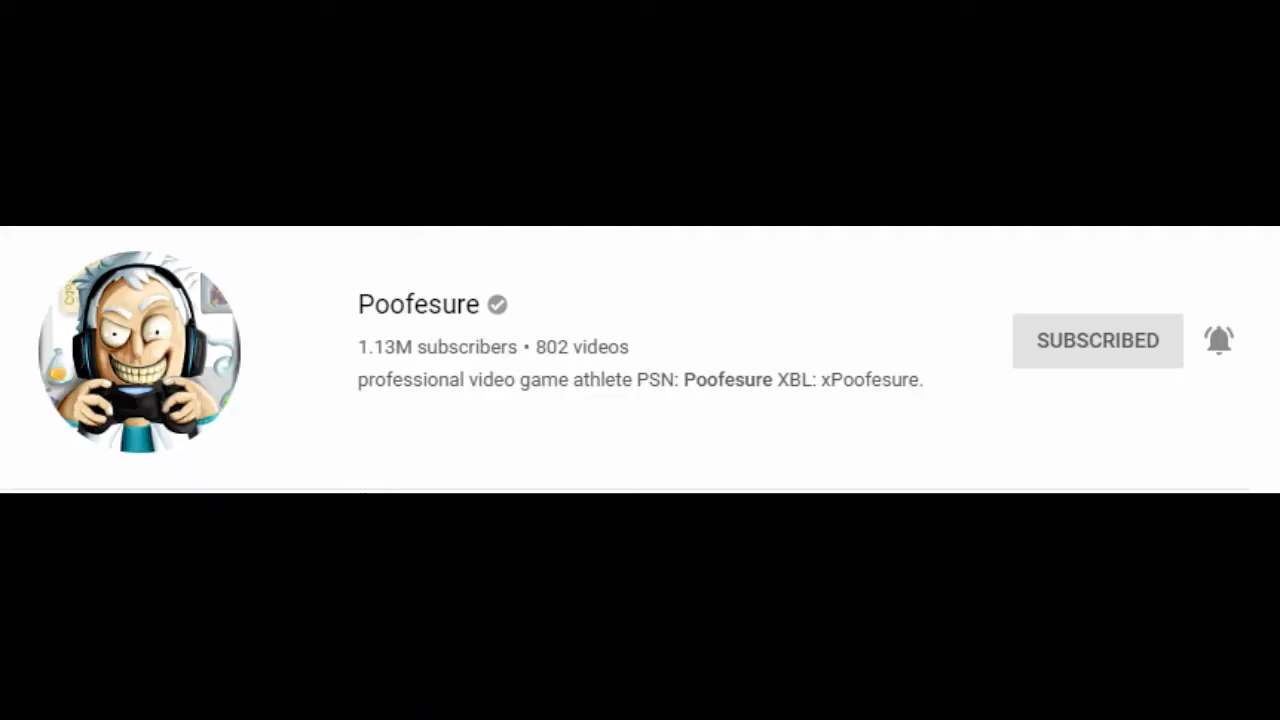 Poofesure
1.13M subscribers • 802 videos
professional video game athlete PSN: Poofesure XBL: xPoofesure.
SUBSCRIBED